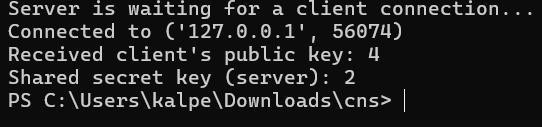 Server is waiting for a client connection...
Connected to ('127.0.0.1', 56074)
Received client's public key: 4
Shared secret key (server): 2
PS C:\Users\kalpe\Downloads\cns>